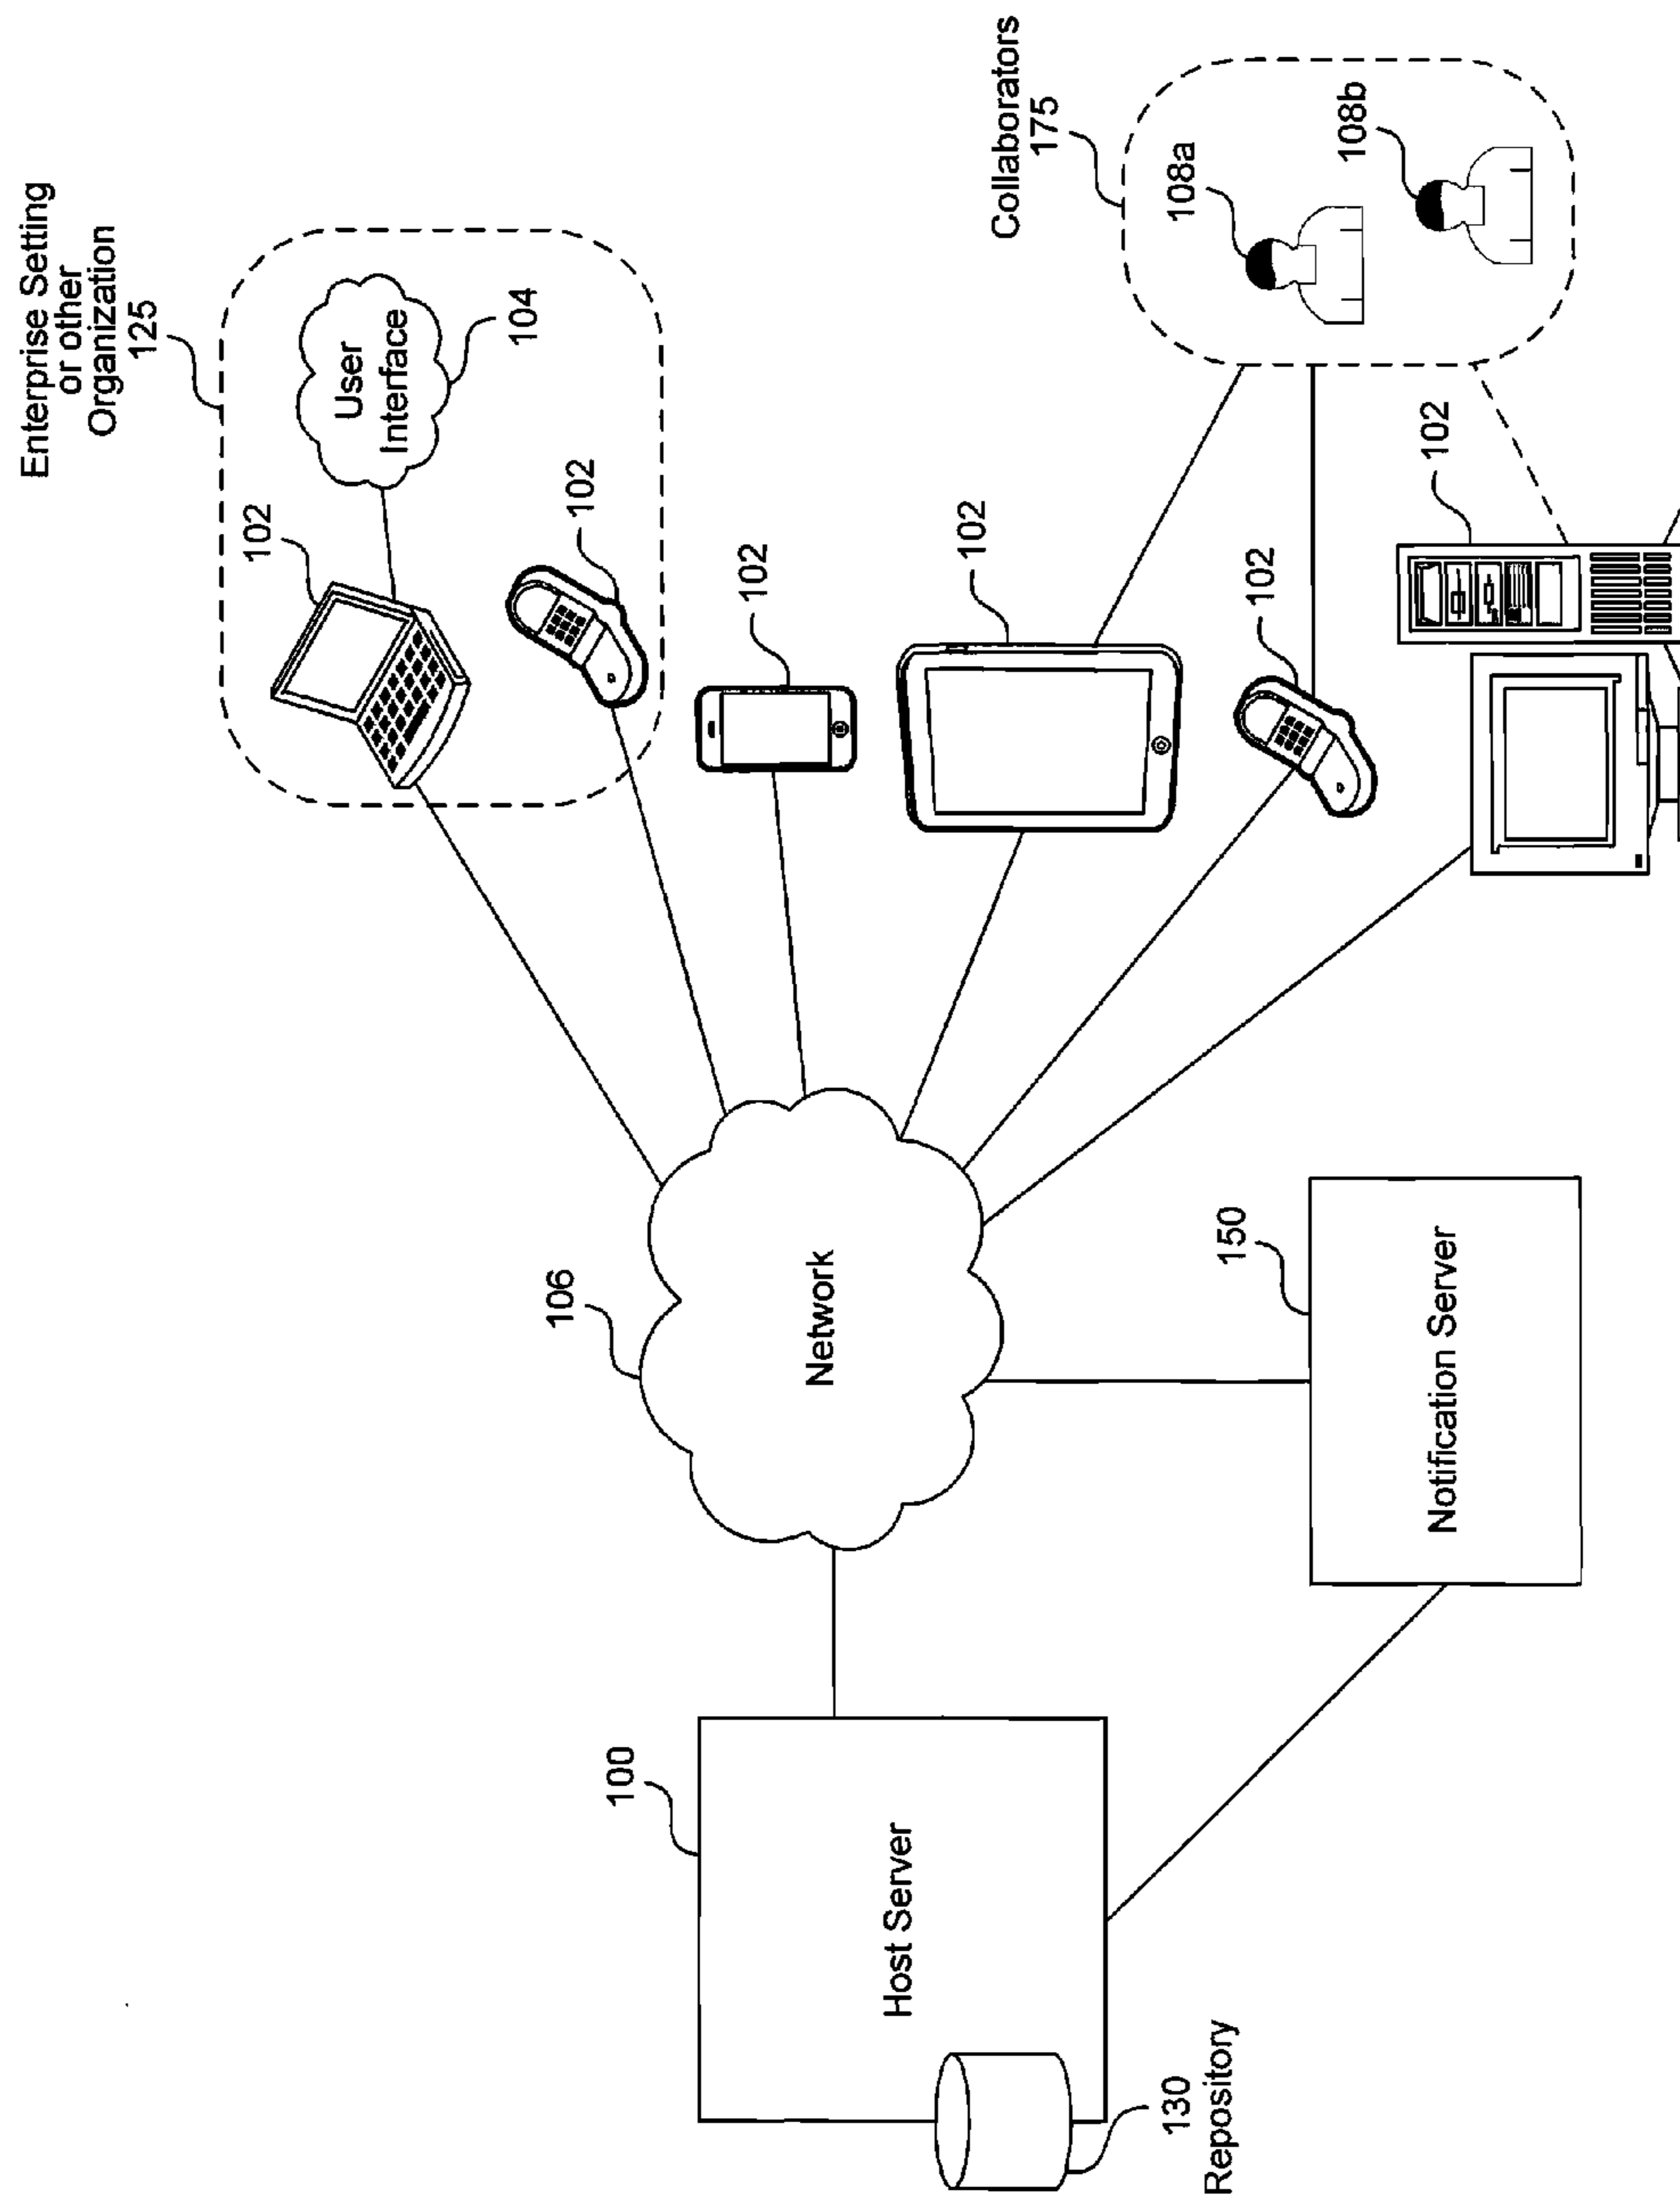 Enterprise Setting
or other
Organization
125
102
User
Interface
104
102
106
100
102
Network
Host Server
102
Collaborators
175
108a
130
Repository
150
102
108b
102
Notification Server